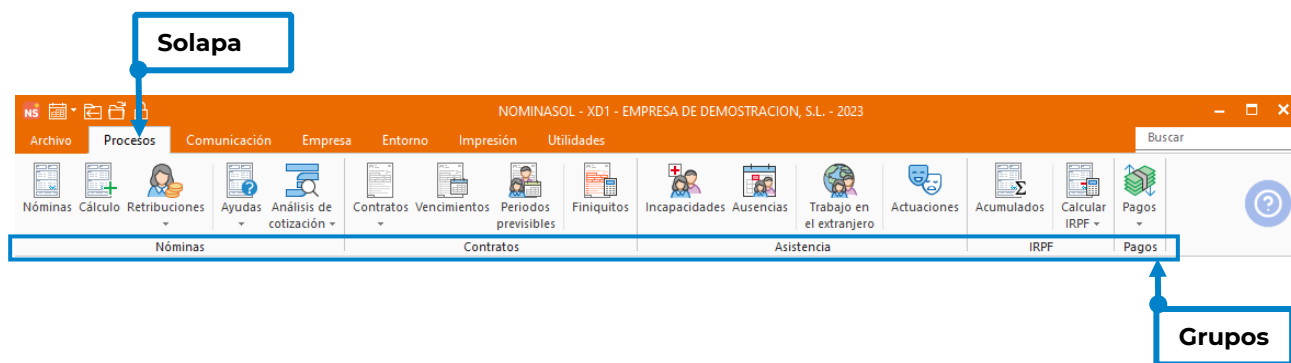 Solapa
NS
NOMINASOL - XD1 - EMPRESA DE DEMOSTRACION, S.L. - 2023
Archivo Procesos Comunicación Empresa Entorno Impresión Utilidades Buscar
Nóminas Cálculo Retribuciones Ayudas Análisis de Contratos Vencimientos Periodos Finiquitos Incapacidades Ausencias Trabajo en Actuaciones Acumulados Calcular Pagos
cotización previsibles el extranjero IRPF
Nóminas Contratos Asistencia IRPF Pagos
Grupos